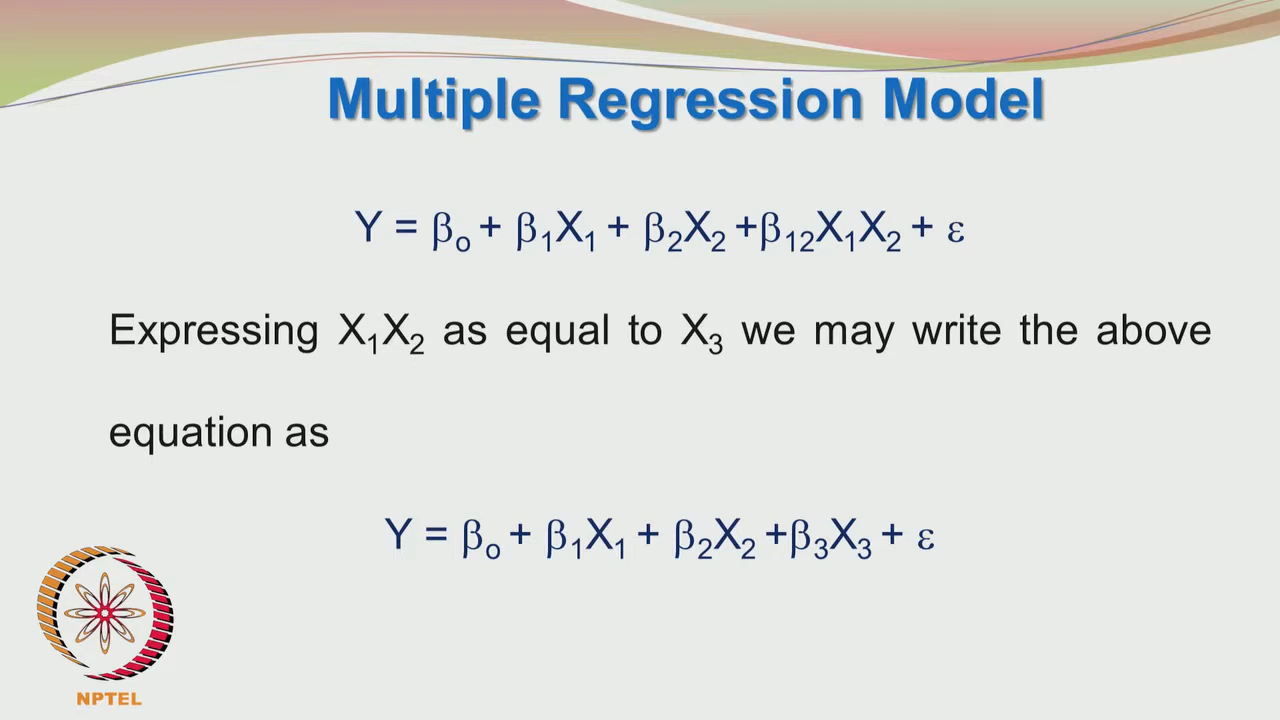 Multiple Regression Model
Y = βo + β1X1 + β2X2 +β12X1X2 + ε
Expressing X1X2 as equal to X3 we may write the above
equation as
Y = βo + β1X1 + β2X2 +β3X3 + ε
NPTEL